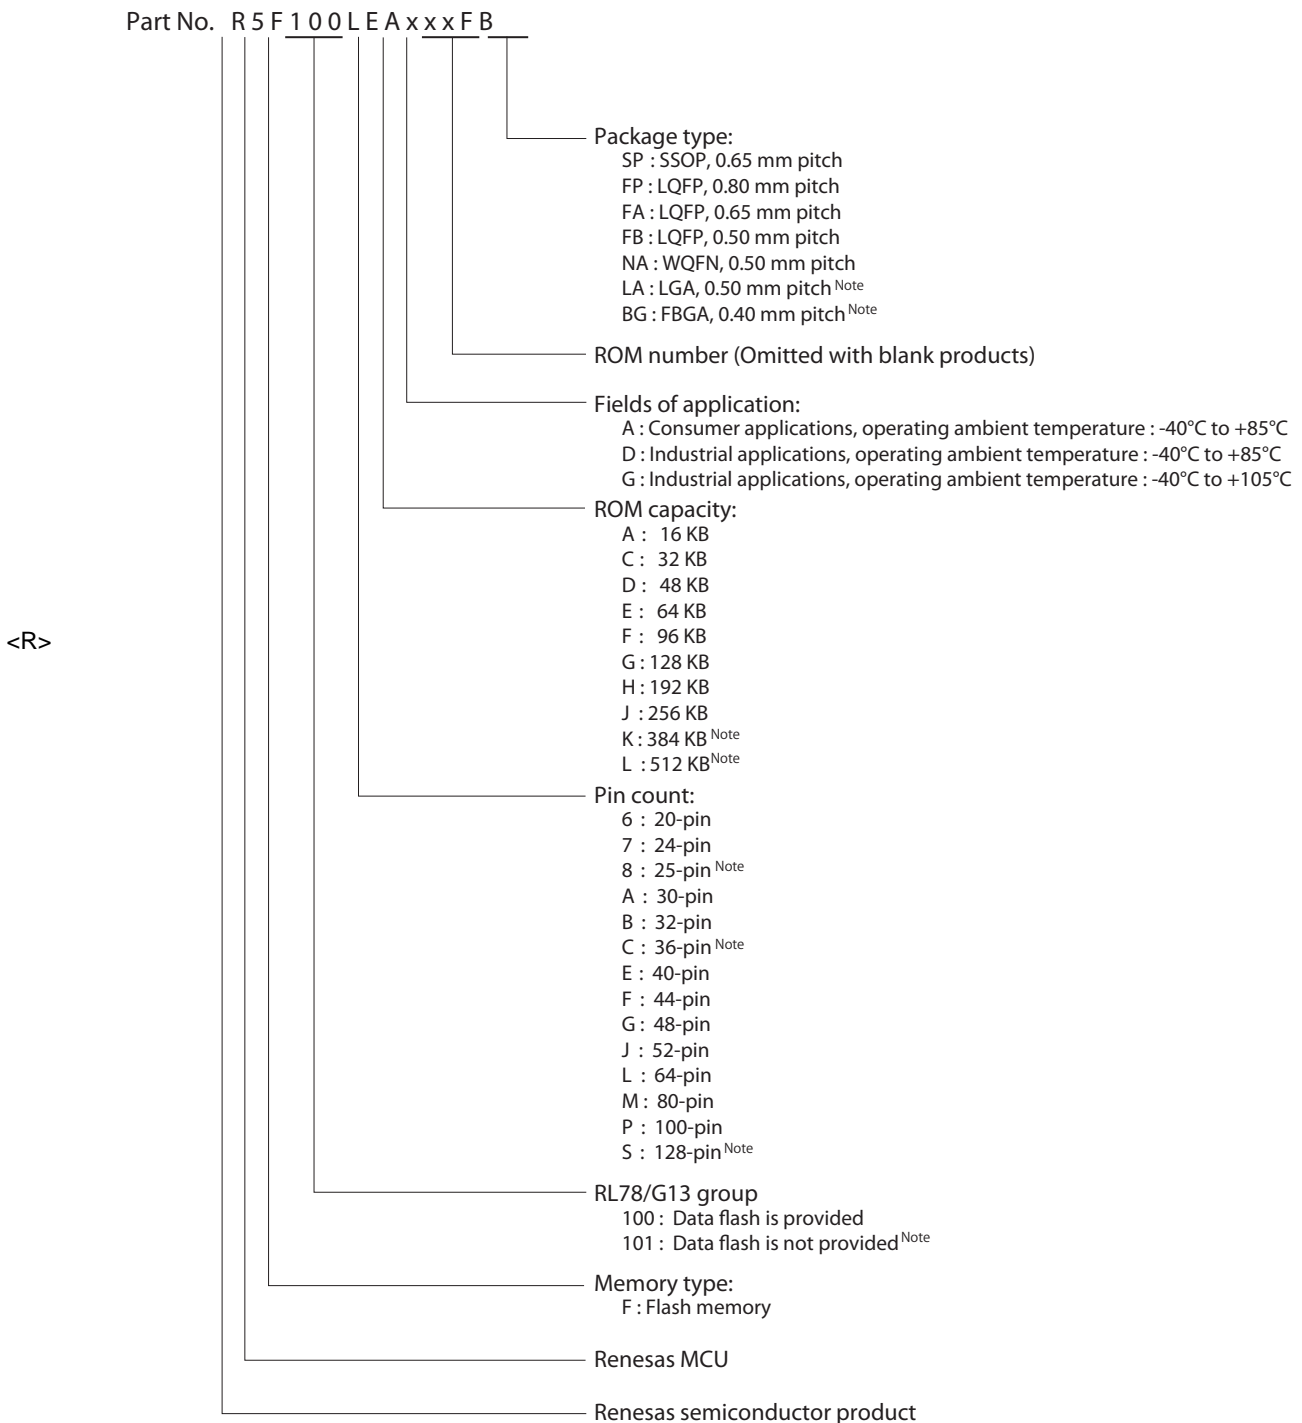 Part No. R 5 F 1 0 0 L E A x x x F B
Package type:
SP : SSOP, 0.65 mm pitch
FP : LQFP, 0.80 mm pitch
FA : LQFP, 0.65 mm pitch
FB : LQFP, 0.50 mm pitch
NA : WQFN, 0.50 mm pitch
LA : LGA, 0.50 mm pitch Note
BG : FBGA, 0.40 mm pitch Note
ROM number (Omitted with blank products)
Fields of application:
A : Consumer applications, operating ambient temperature : -40°C to +85°C
D : Industrial applications, operating ambient temperature : -40°C to +85°C
G : Industrial applications, operating ambient temperature : -40°C to +105°C
ROM capacity:
A : 16 KB
C : 32 KB
D : 48 KB
E : 64 KB
<R>
F : 96 KB
G : 128 KB
H : 192 KB
J : 256 KB
K : 384 KB Note
L : 512 KB Note
Pin count:
6 : 20-pin
7 : 24-pin
8 : 25-pin Note
A : 30-pin
B : 32-pin
C : 36-pin Note
E : 40-pin
F : 44-pin
G : 48-pin
J : 52-pin
L : 64-pin
M : 80-pin
P : 100-pin
S : 128-pin Note
RL78/G13 group
100 : Data flash is provided
101 : Data flash is not provided Note
Memory type:
F : Flash memory
Renesas MCU
Renesas semiconductor product